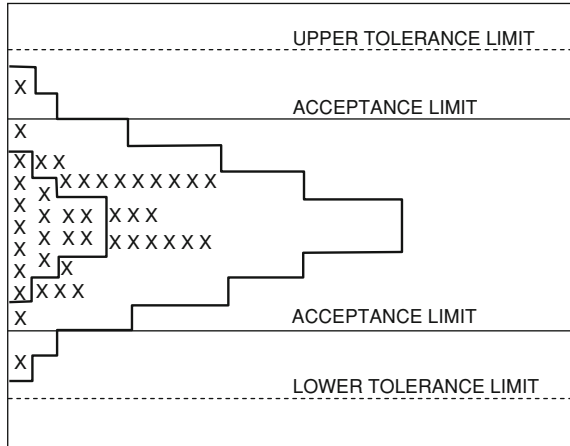 UPPER TOLERANCE LIMIT
X
ACCEPTANCE LIMIT
X
X X X
X X X X X X X X X X
X
X
X X X X X X
X
X X X X X X X X X
X
X X
X
X X X X
X
ACCEPTANCE LIMIT
X
LOWER TOLERANCE LIMIT